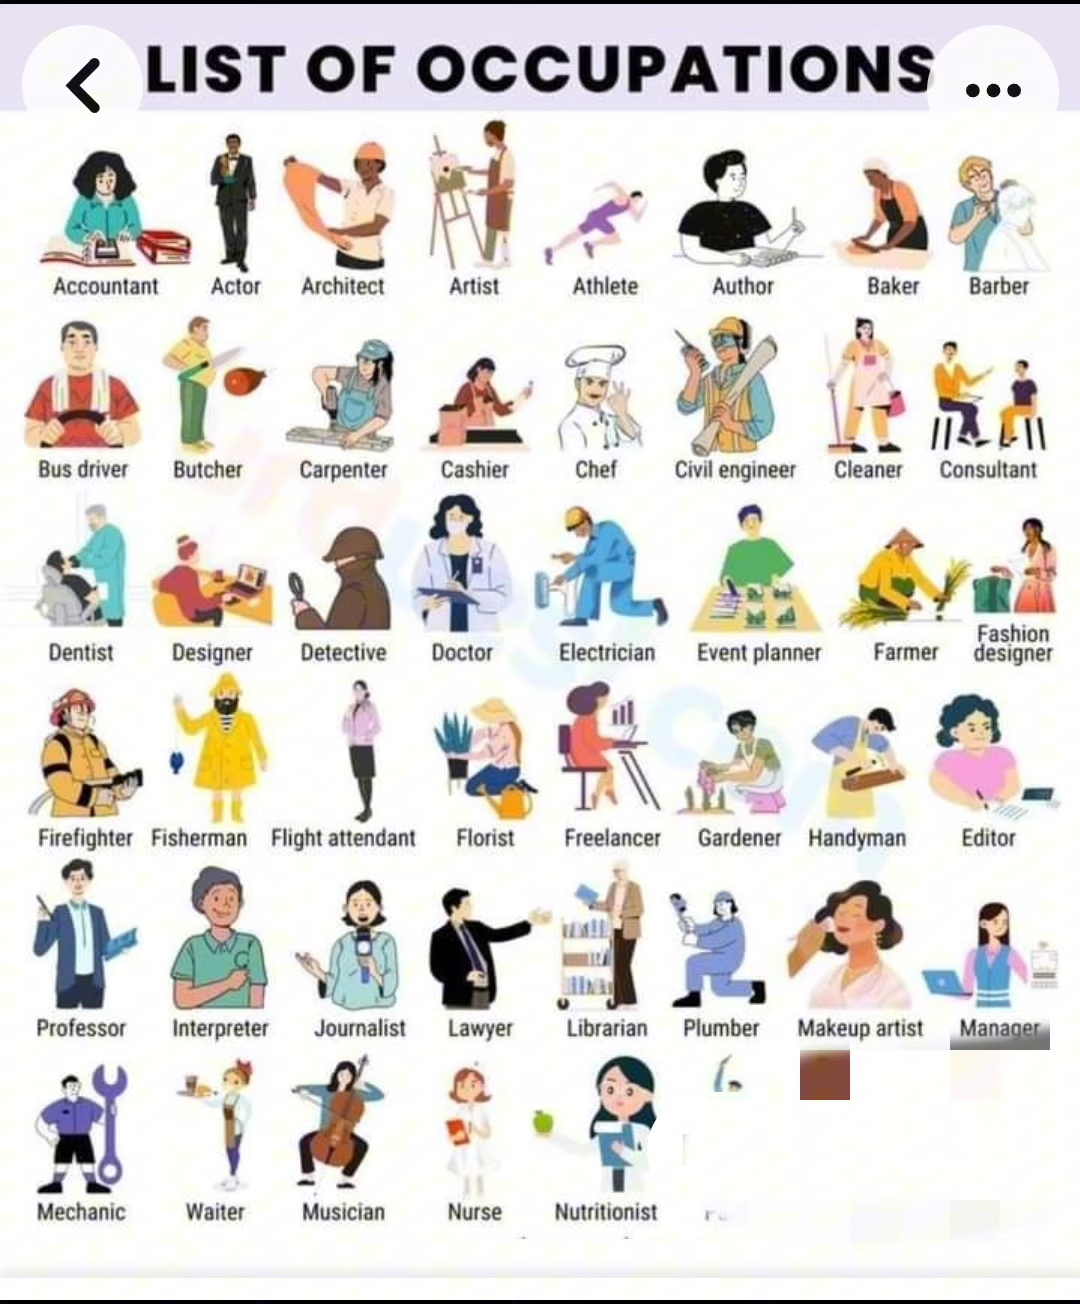 LIST OF OCCUPATIONS
Accountant Actor Architect Artist Athlete Author Baker Barber
Bus driver Butcher Carpenter Cashier Chef Civil engineer Cleaner Consultant
Dentist Designer Detective Doctor Electrician Event planner Farmer Fashion designer
Firefighter Fisherman Flight attendant Florist Freelancer Gardener Handyman Editor
Professor Interpreter Journalist Lawyer Librarian Plumber Makeup artist Manager
Mechanic Waiter Musician Nurse Nutritionist